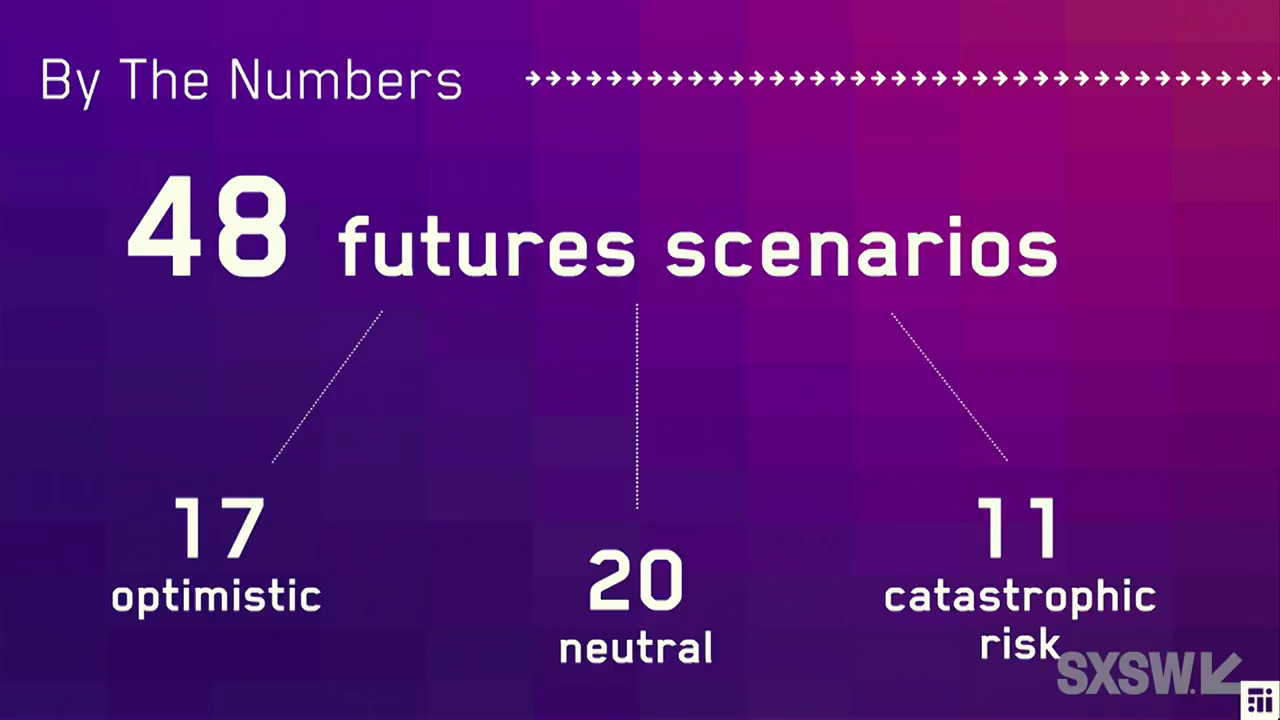 By The Numbers
48 futures scenarios
17
optimistic
20
neutral
11
catastrophic
risk
SXSW.